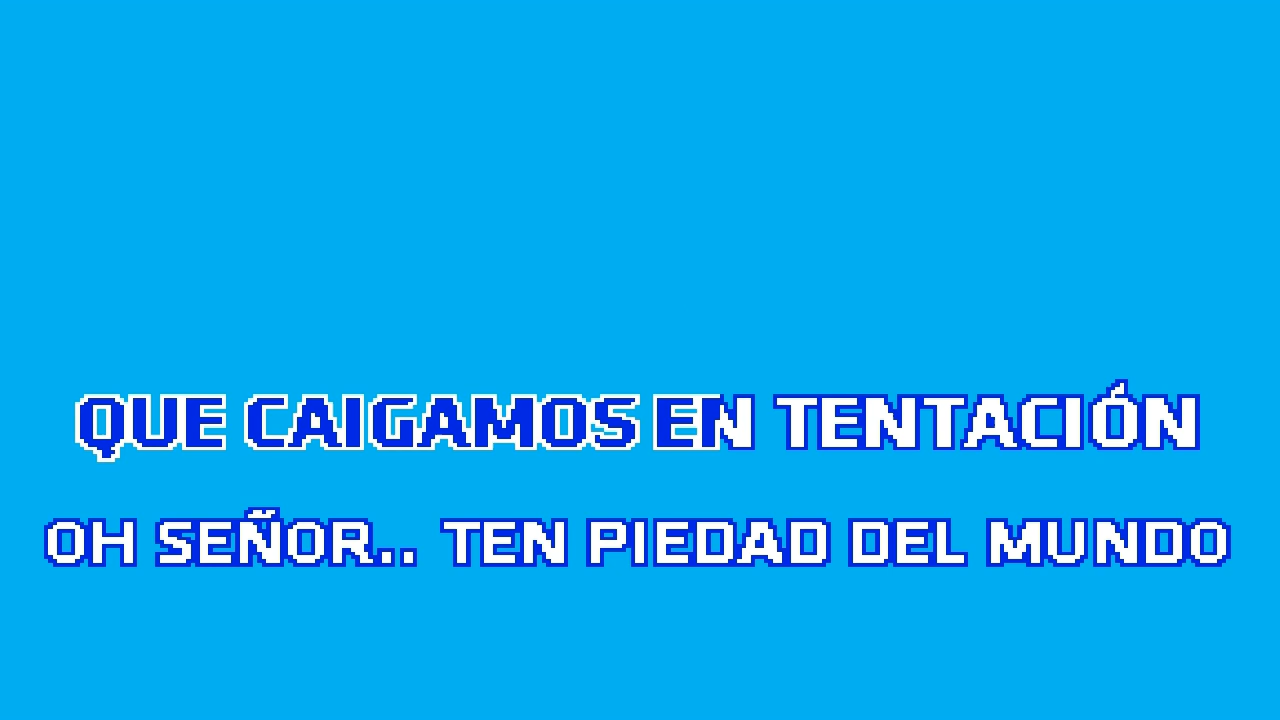 QUE CAIGAMOS EN TENTACIÓN
OH SEÑOR.. TEN PIEDAD DEL MUNDO